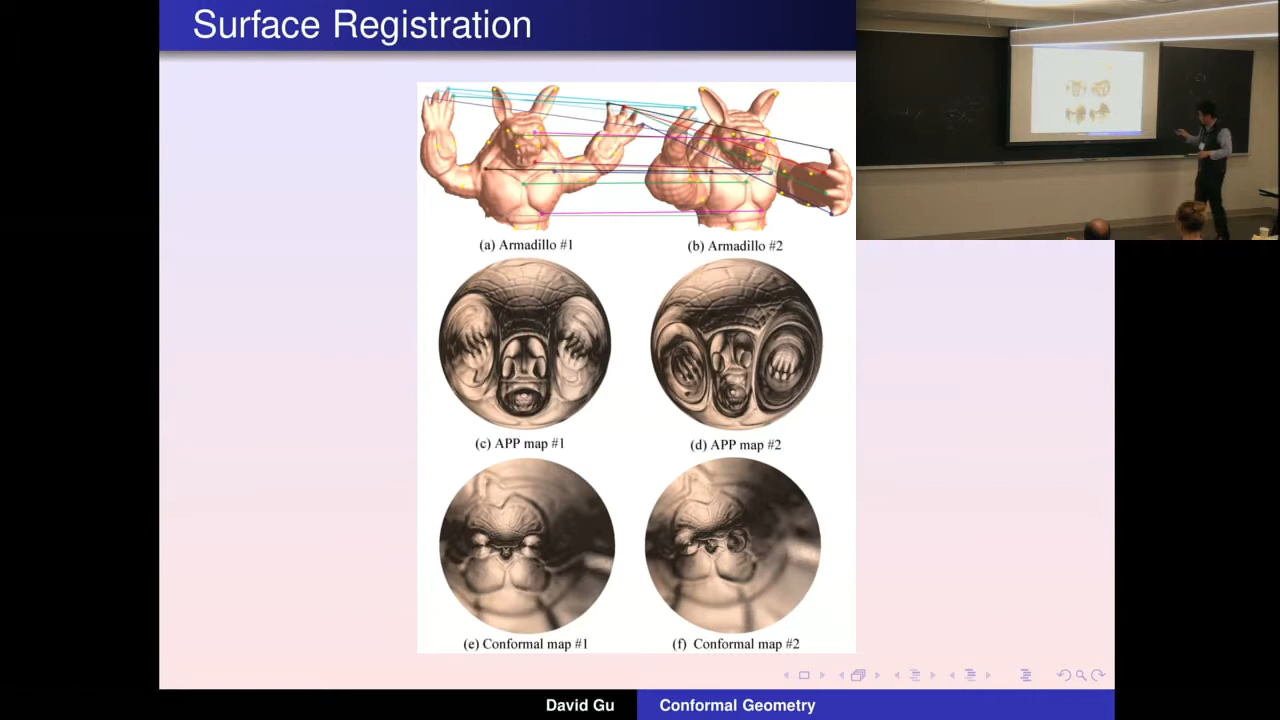 Surface Registration
(a) Armadillo #1
(b) Armadillo #2
(c) APP map #1
(d) APP map #2
(e) Conformal map #1
(f) Conformal map #2
David Gu
Conformal Geometry